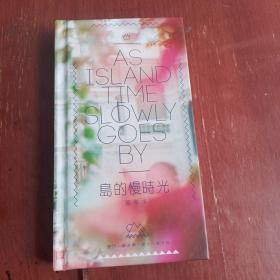 AS
ISLAND
TIME
SLOWLY
GOES
BY
島的慢時光